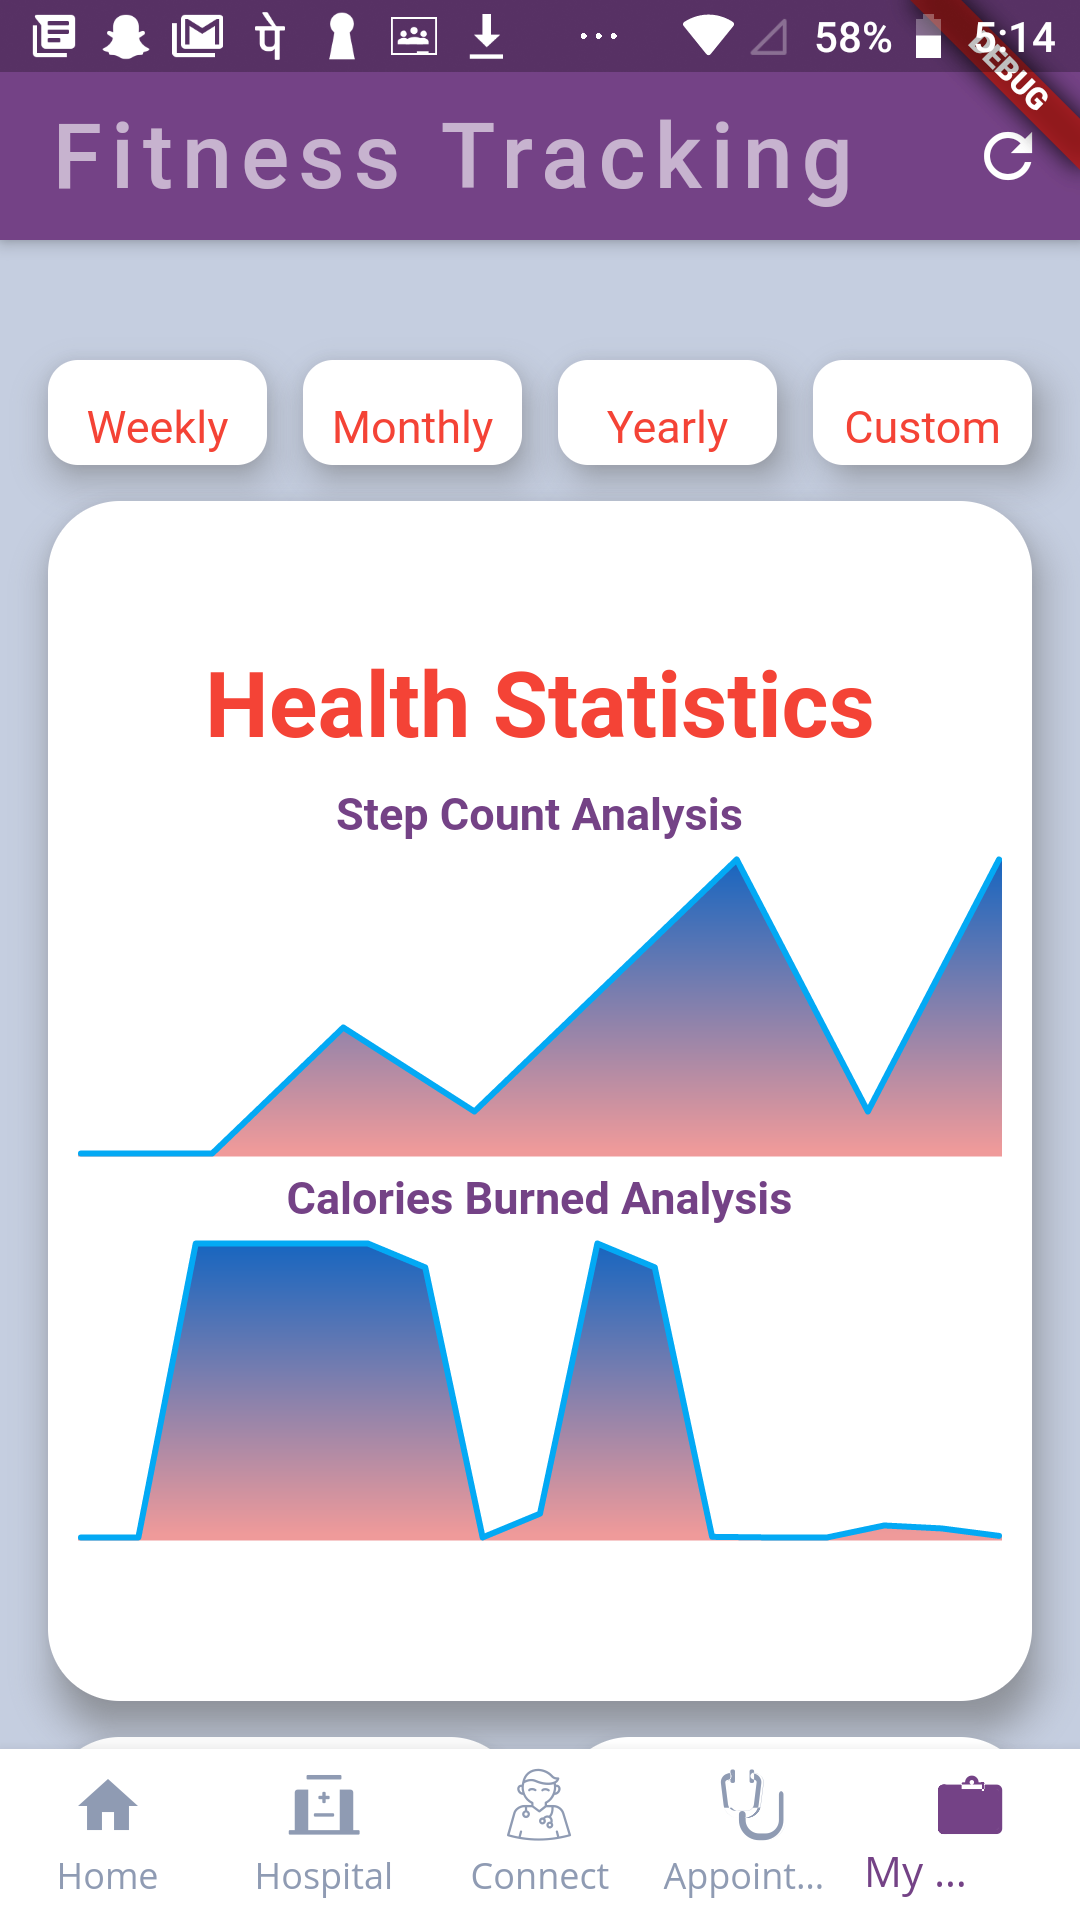 पे ... 58% 5:14
DEBUG
Fitness Tracking
Weekly Monthly Yearly Custom
Health Statistics
Step Count Analysis
Calories Burned Analysis
Home Hospital Connect Appoint... My ...